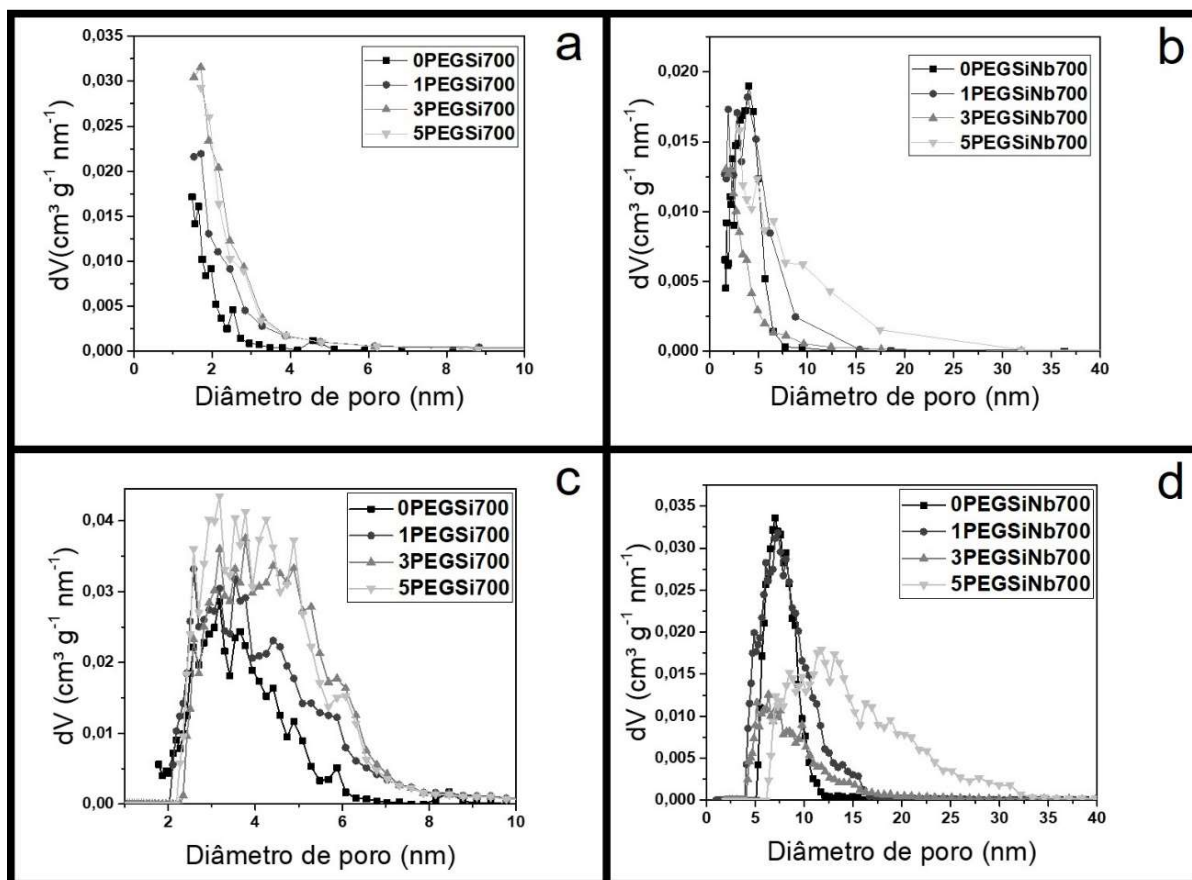 a
0,035
0,030
0,025
0,020
0,015
0,010
0,005
0,000
dV(cm³ g⁻¹ nm⁻¹)
0PEGSi700
1PEGSi700
3PEGSi700
5PEGSi700
0 2 4 6 8 10
Diâmetro de poro (nm)
b
0,020
0,015
0,010
0,005
0,000
dV(cm³ g⁻¹ nm⁻¹)
0PEGSiNb700
1PEGSiNb700
3PEGSiNb700
5PEGSiNb700
0 5 10 15 20 25 30 35 40
Diâmetro de poro (nm)
c
0,04
0,03
0,02
0,01
0,00
dV (cm³ g⁻¹ nm⁻¹)
0PEGSi700
1PEGSi700
3PEGSi700
5PEGSi700
2 4 6 8 10
Diâmetro de poro (nm)
d
0,035
0,030
0,025
0,020
0,015
0,010
0,005
0,000
dV (cm³ g⁻¹ nm⁻¹)
0PEGSiNb700
1PEGSiNb700
3PEGSiNb700
5PEGSiNb700
0 5 10 15 20 25 30 35 40
Diâmetro de poro (nm)